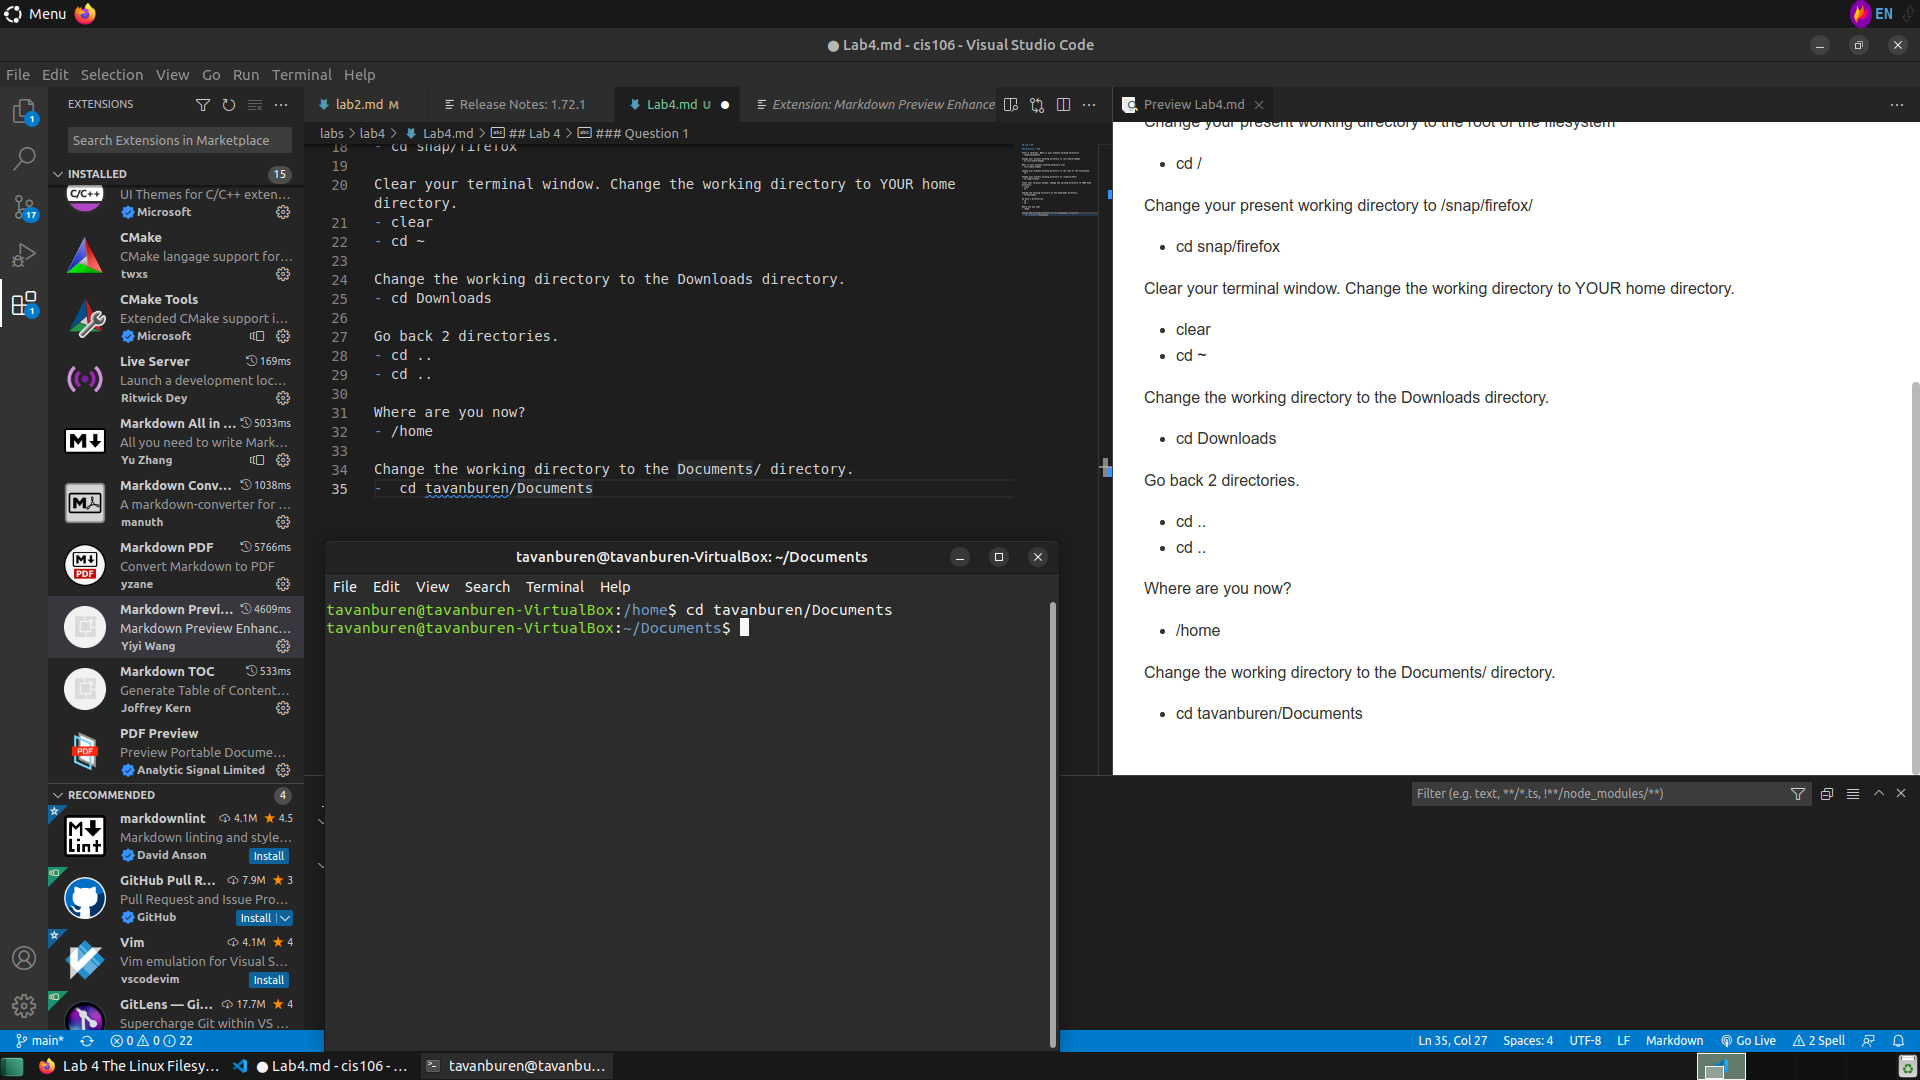 Menu
EN
● Lab4.md - cis106 - Visual Studio Code
File Edit Selection View Go Run Terminal Help
EXTENSIONS
Search Extensions in Marketplace
INSTALLED 15
C/C++ UI Themes for C/C++ exten...
Microsoft
CMake
CMake langage support for...
twxs
CMake Tools
Extended CMake support i...
Microsoft
Live Server 169ms
Launch a development loc...
Ritwick Dey
Markdown All in ... 5033ms
All you need to write Mark...
Yu Zhang
Markdown Conv... 1038ms
A markdown-converter for ...
manuth
Markdown PDF 5766ms
Convert Markdown to PDF
yzane
Markdown Previ... 4609ms
Markdown Preview Enhanc...
Yiyi Wang
Markdown TOC 533ms
Generate Table of Content...
Joffrey Kern
PDF Preview
Preview Portable Docume...
Analytic Signal Limited
RECOMMENDED 4
markdownlint 4.1M 4.5
Markdown linting and style...
David Anson Install
GitHub Pull R... 7.9M 3
Pull Request and Issue Pro...
GitHub Install
Vim 4.1M 4
Vim emulation for Visual S...
vscodevim Install
GitLens — Gi... 17.7M 4
Supercharge Git within VS ...
lab2.md M
Release Notes: 1.72.1
Lab4.md U
Extension: Markdown Preview Enhance
labs > lab4 > Lab4.md > ## Lab 4 > ### Question 1
18 - cd snap/firefox
19
20 Clear your terminal window. Change the working directory to YOUR home
directory.
21 - clear
22 - cd ~
23
24 Change the working directory to the Downloads directory.
25 - cd Downloads
26
27 Go back 2 directories.
28 - cd ..
29 - cd ..
30
31 Where are you now?
32 - /home
33
34 Change the working directory to the Documents/ directory.
35 - cd tavanburen/Documents
tavanburen@tavanburen-VirtualBox: ~/Documents
File Edit View Search Terminal Help
tavanburen@tavanburen-VirtualBox:/home$ cd tavanburen/Documents
tavanburen@tavanburen-VirtualBox:~/Documents$
Preview Lab4.md
Change your present working directory to the root of the filesystem
• cd /
Change your present working directory to /snap/firefox/
• cd snap/firefox
Clear your terminal window. Change the working directory to YOUR home directory.
• clear
• cd ~
Change the working directory to the Downloads directory.
• cd Downloads
Go back 2 directories.
• cd ..
• cd ..
Where are you now?
• /home
Change the working directory to the Documents/ directory.
• cd tavanburen/Documents
Filter (e.g. text, **/*.ts, !**/node_modules/**)
main* 0 0 22
Ln 35, Col 27 Spaces: 4 UTF-8 LF Markdown Go Live 2 Spell
Lab 4 The Linux Filesy...
● Lab4.md - cis106 - ...
tavanburen@tavanbu...